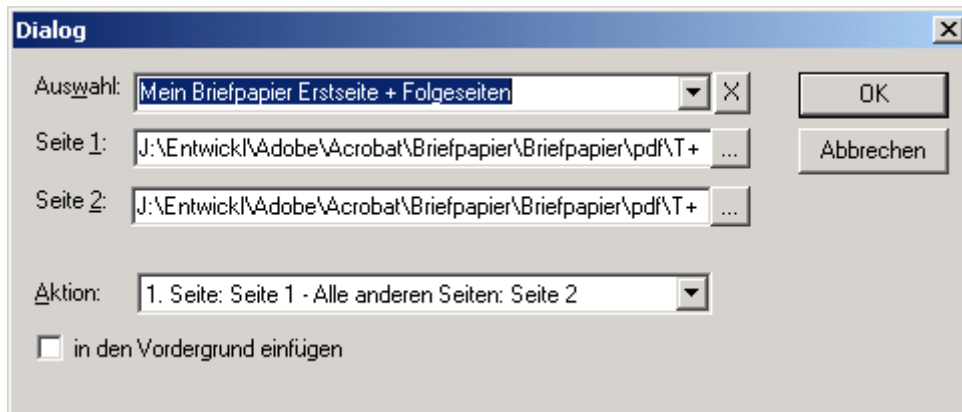 Dialog
Auswahl: Mein Briefpapier Erstseite + Folgeseiten X OK
Seite 1: J:\Entwickl\Adobe\Acrobat\Briefpapier\Briefpapier\pdf\T+ ... Abbrechen
Seite 2: J:\Entwickl\Adobe\Acrobat\Briefpapier\Briefpapier\pdf\T+ ...
Aktion: 1. Seite: Seite 1 - Alle anderen Seiten: Seite 2
in den Vordergrund einfügen